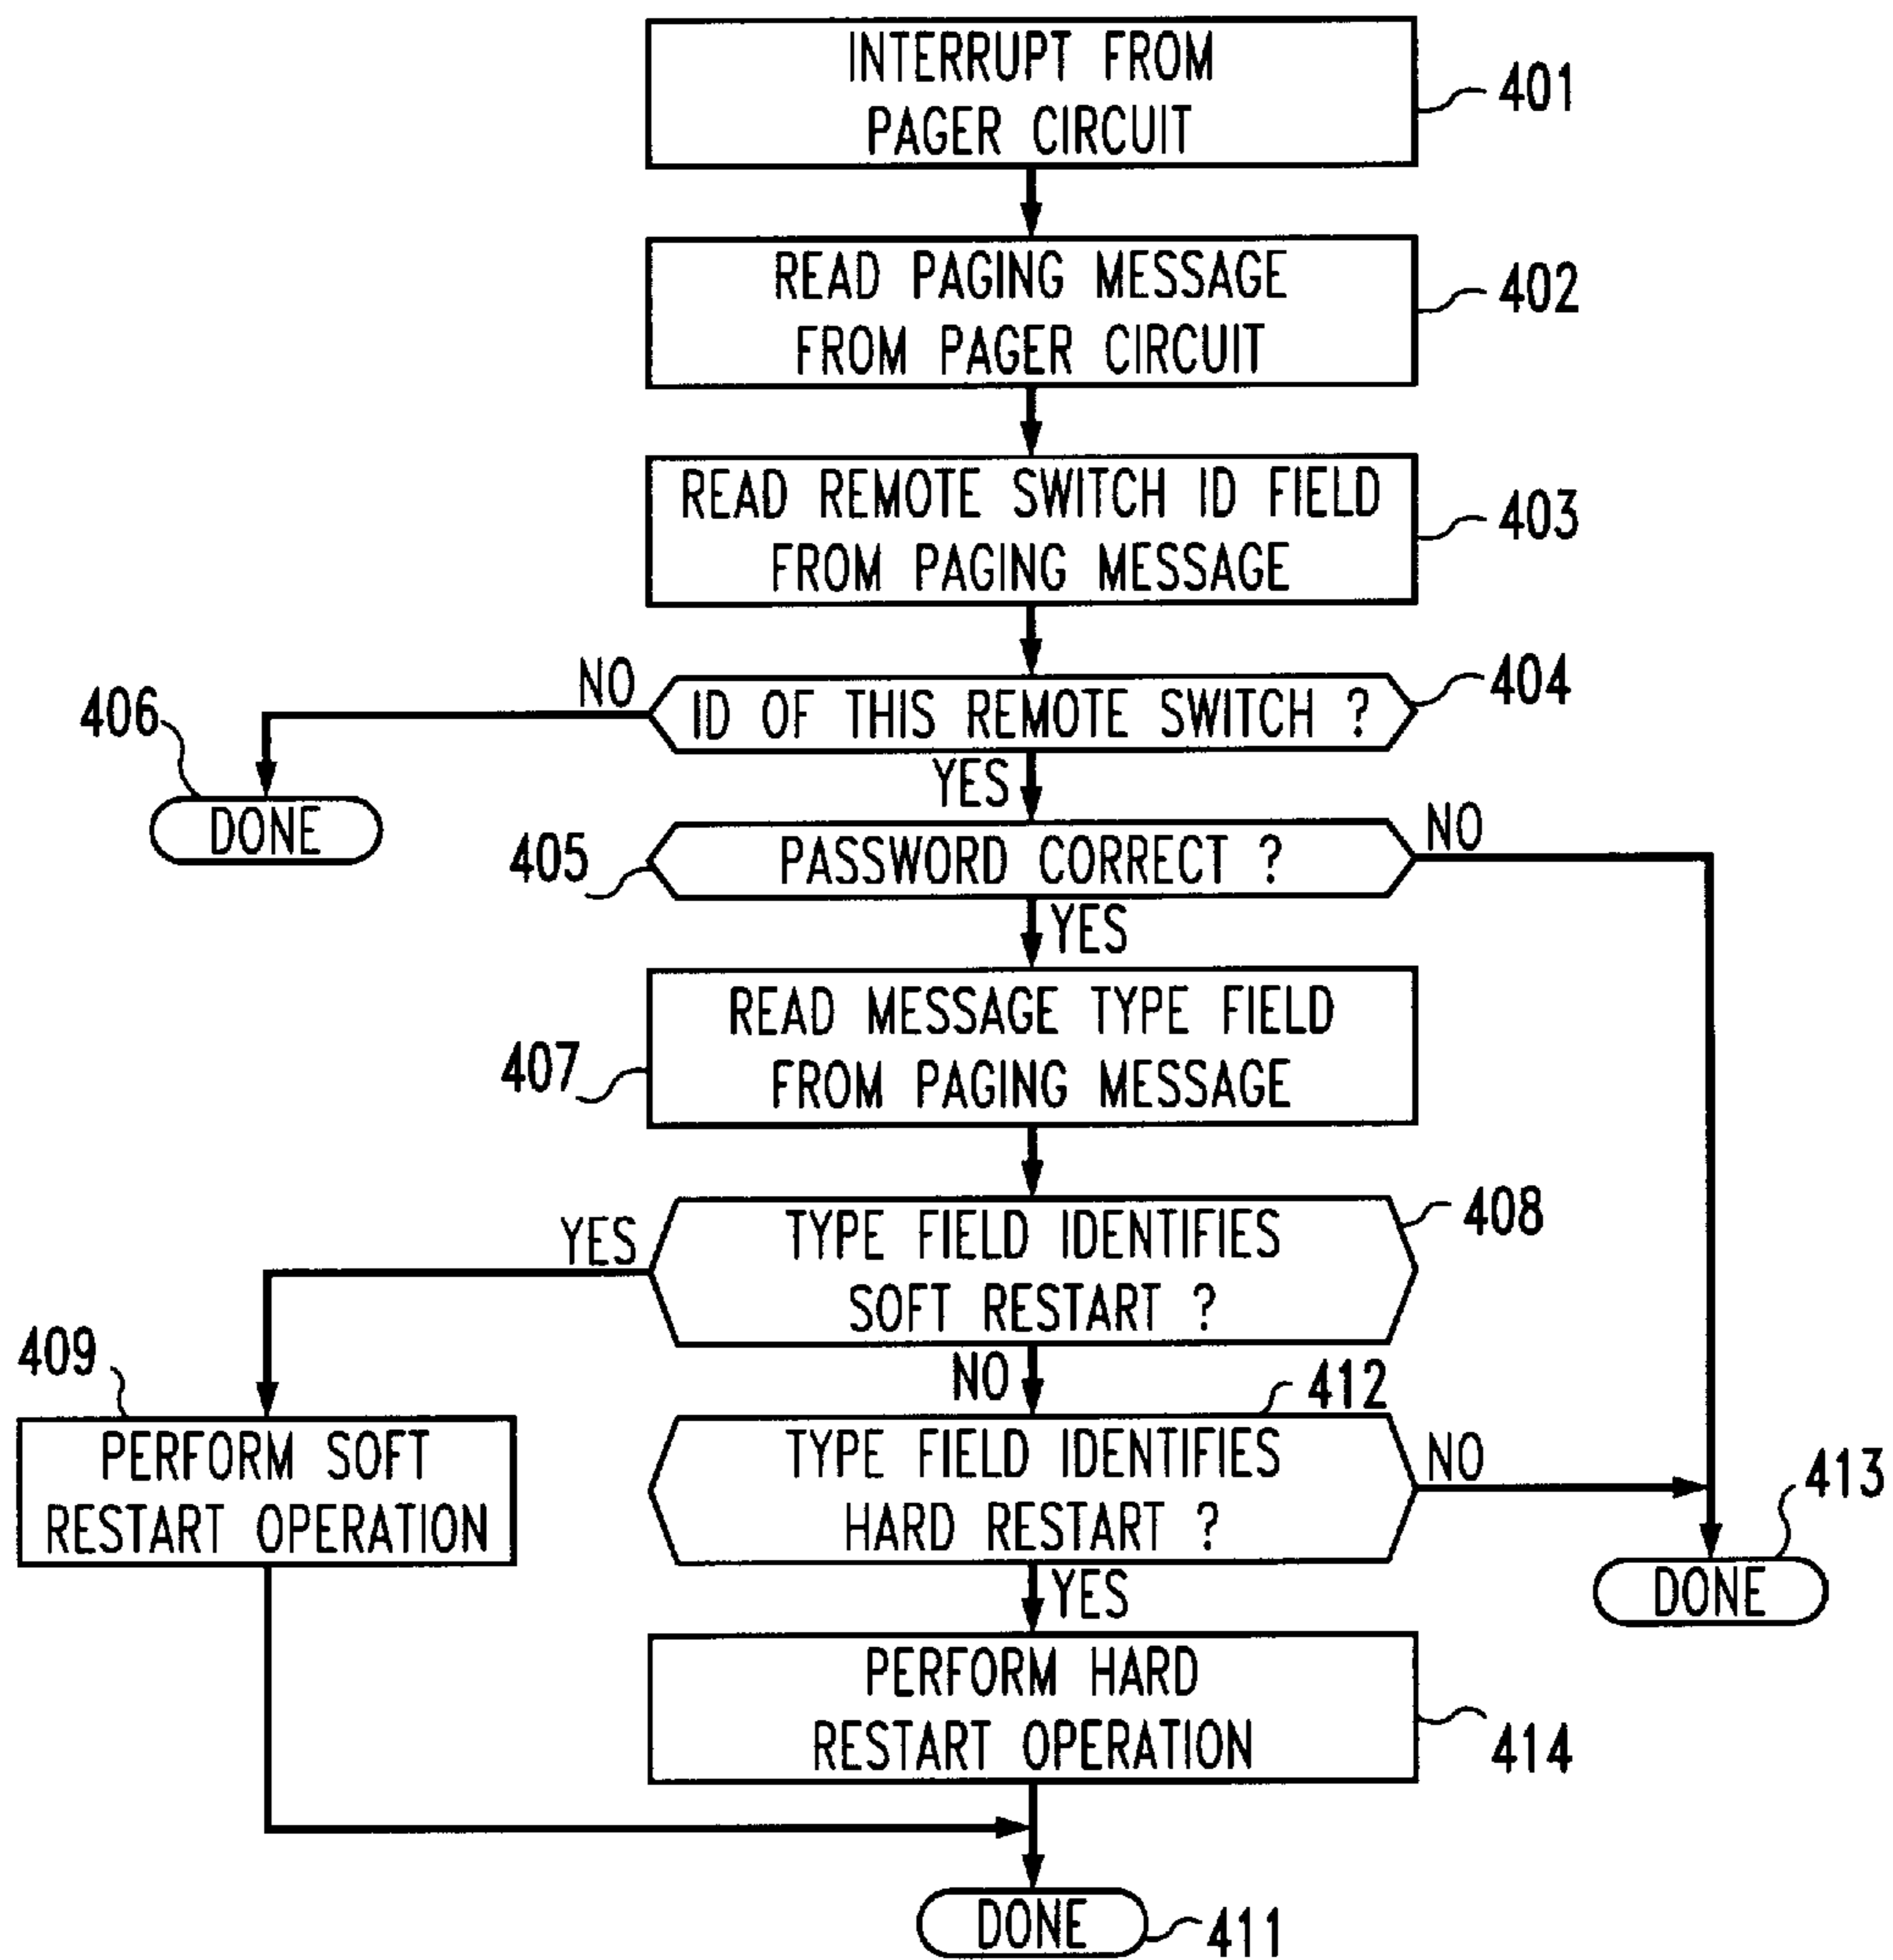 INTERRUPT FROM
PAGER CIRCUIT
401
READ PAGING MESSAGE
FROM PAGER CIRCUIT
402
READ REMOTE SWITCH ID FIELD
FROM PAGING MESSAGE
403
NO
ID OF THIS REMOTE SWITCH ?
404
406
DONE
YES
405
PASSWORD CORRECT ?
NO
YES
READ MESSAGE TYPE FIELD
FROM PAGING MESSAGE
407
YES
TYPE FIELD IDENTIFIES
SOFT RESTART ?
408
409
PERFORM SOFT
RESTART OPERATION
NO
412
TYPE FIELD IDENTIFIES
HARD RESTART ?
NO
413
DONE
YES
PERFORM HARD
RESTART OPERATION
414
DONE
411